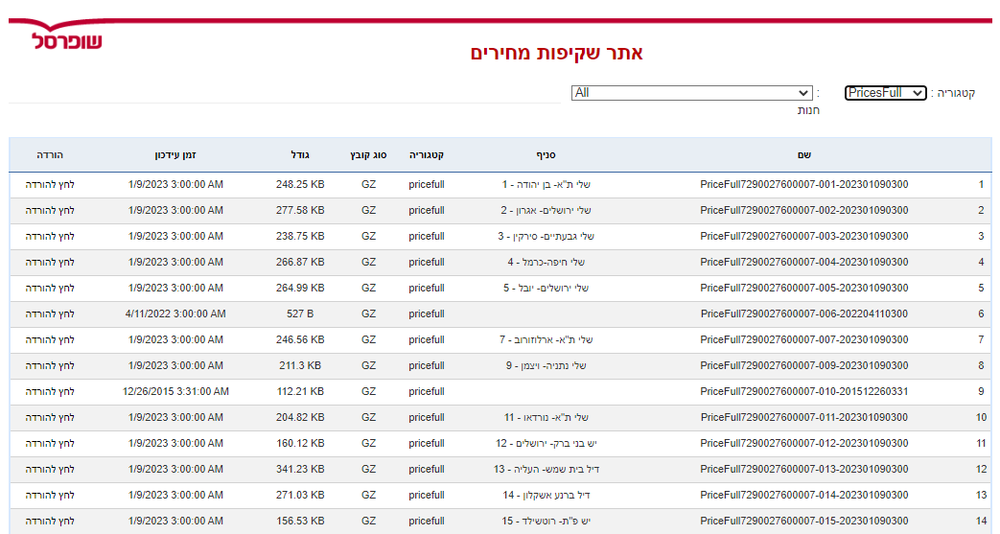 שופרסל
אתר שקיפות מחירים
קטגוריה : PricesFull : All
חנות
שם סניף קטגוריה סוג קובץ גודל זמן עידכון הורדה
1 PriceFull7290027600007-001-202301090300 שלי ת"א- בן יהודה - 1 pricefull GZ 248.25 KB 1/9/2023 3:00:00 AM לחץ להורדה
2 PriceFull7290027600007-002-202301090300 שלי ירושלים- אגרון - 2 pricefull GZ 277.58 KB 1/9/2023 3:00:00 AM לחץ להורדה
3 PriceFull7290027600007-003-202301090300 שלי גבעתיים- סירקין - 3 pricefull GZ 238.75 KB 1/9/2023 3:00:00 AM לחץ להורדה
4 PriceFull7290027600007-004-202301090300 שלי חיפה-כרמל - 4 pricefull GZ 266.87 KB 1/9/2023 3:00:00 AM לחץ להורדה
5 PriceFull7290027600007-005-202301090300 שלי ירושלים- יובל - 5 pricefull GZ 264.99 KB 1/9/2023 3:00:00 AM לחץ להורדה
6 PriceFull7290027600007-006-202204110300 pricefull GZ 527 B 4/11/2022 3:00:00 AM לחץ להורדה
7 PriceFull7290027600007-007-202301090300 שלי ת"א- ארלוזורוב - 7 pricefull GZ 246.56 KB 1/9/2023 3:00:00 AM לחץ להורדה
8 PriceFull7290027600007-009-202301090300 שלי נתניה- ויצמן - 9 pricefull GZ 211.3 KB 1/9/2023 3:00:00 AM לחץ להורדה
9 PriceFull7290027600007-010-201512260331 pricefull GZ 112.21 KB 12/26/2015 3:31:00 AM לחץ להורדה
10 PriceFull7290027600007-011-202301090300 שלי ת"א- נורדאו - 11 pricefull GZ 204.82 KB 1/9/2023 3:00:00 AM לחץ להורדה
11 PriceFull7290027600007-012-202301090300 יש בני ברק- ירושלים - 12 pricefull GZ 160.12 KB 1/9/2023 3:00:00 AM לחץ להורדה
12 PriceFull7290027600007-013-202301090300 דיל בית שמש- העליה - 13 pricefull GZ 341.23 KB 1/9/2023 3:00:00 AM לחץ להורדה
13 PriceFull7290027600007-014-202301090300 דיל ברנע אשקלון - 14 pricefull GZ 271.03 KB 1/9/2023 3:00:00 AM לחץ להורדה
14 PriceFull7290027600007-015-202301090300 יש פ"ת- רוטשילד - 15 pricefull GZ 156.53 KB 1/9/2023 3:00:00 AM לחץ להורדה